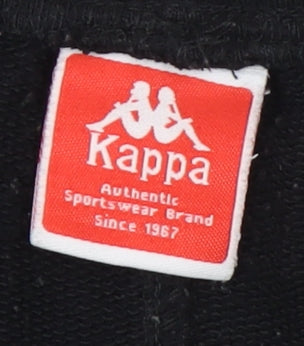 Kappa
Authentic
Sportswear Brand
Since 1967